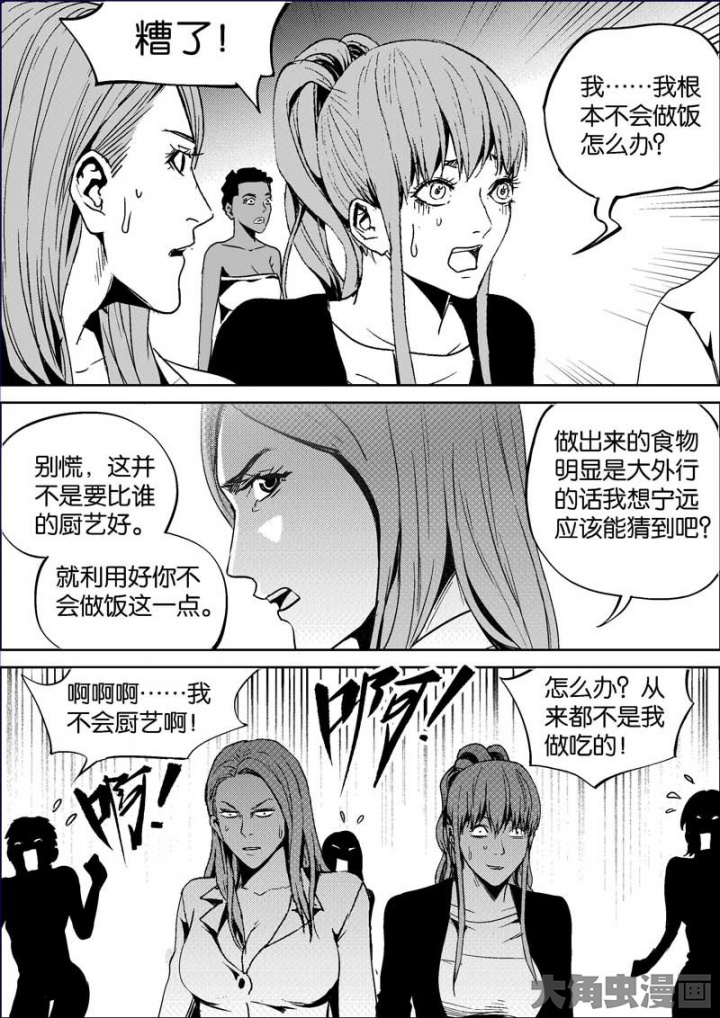 糟了！
我……我根
本不会做饭
怎么办？
别慌，这并
不是要比谁
的厨艺好。
就利用好你不
会做饭这一点。
做出来的食物
明显是大外行
的话我想宁远
应该能猜到吧？
啊啊啊……我
不会厨艺啊！
啊！
啊！
怎么办？从
来都不是我
做吃的！
大角虫漫画